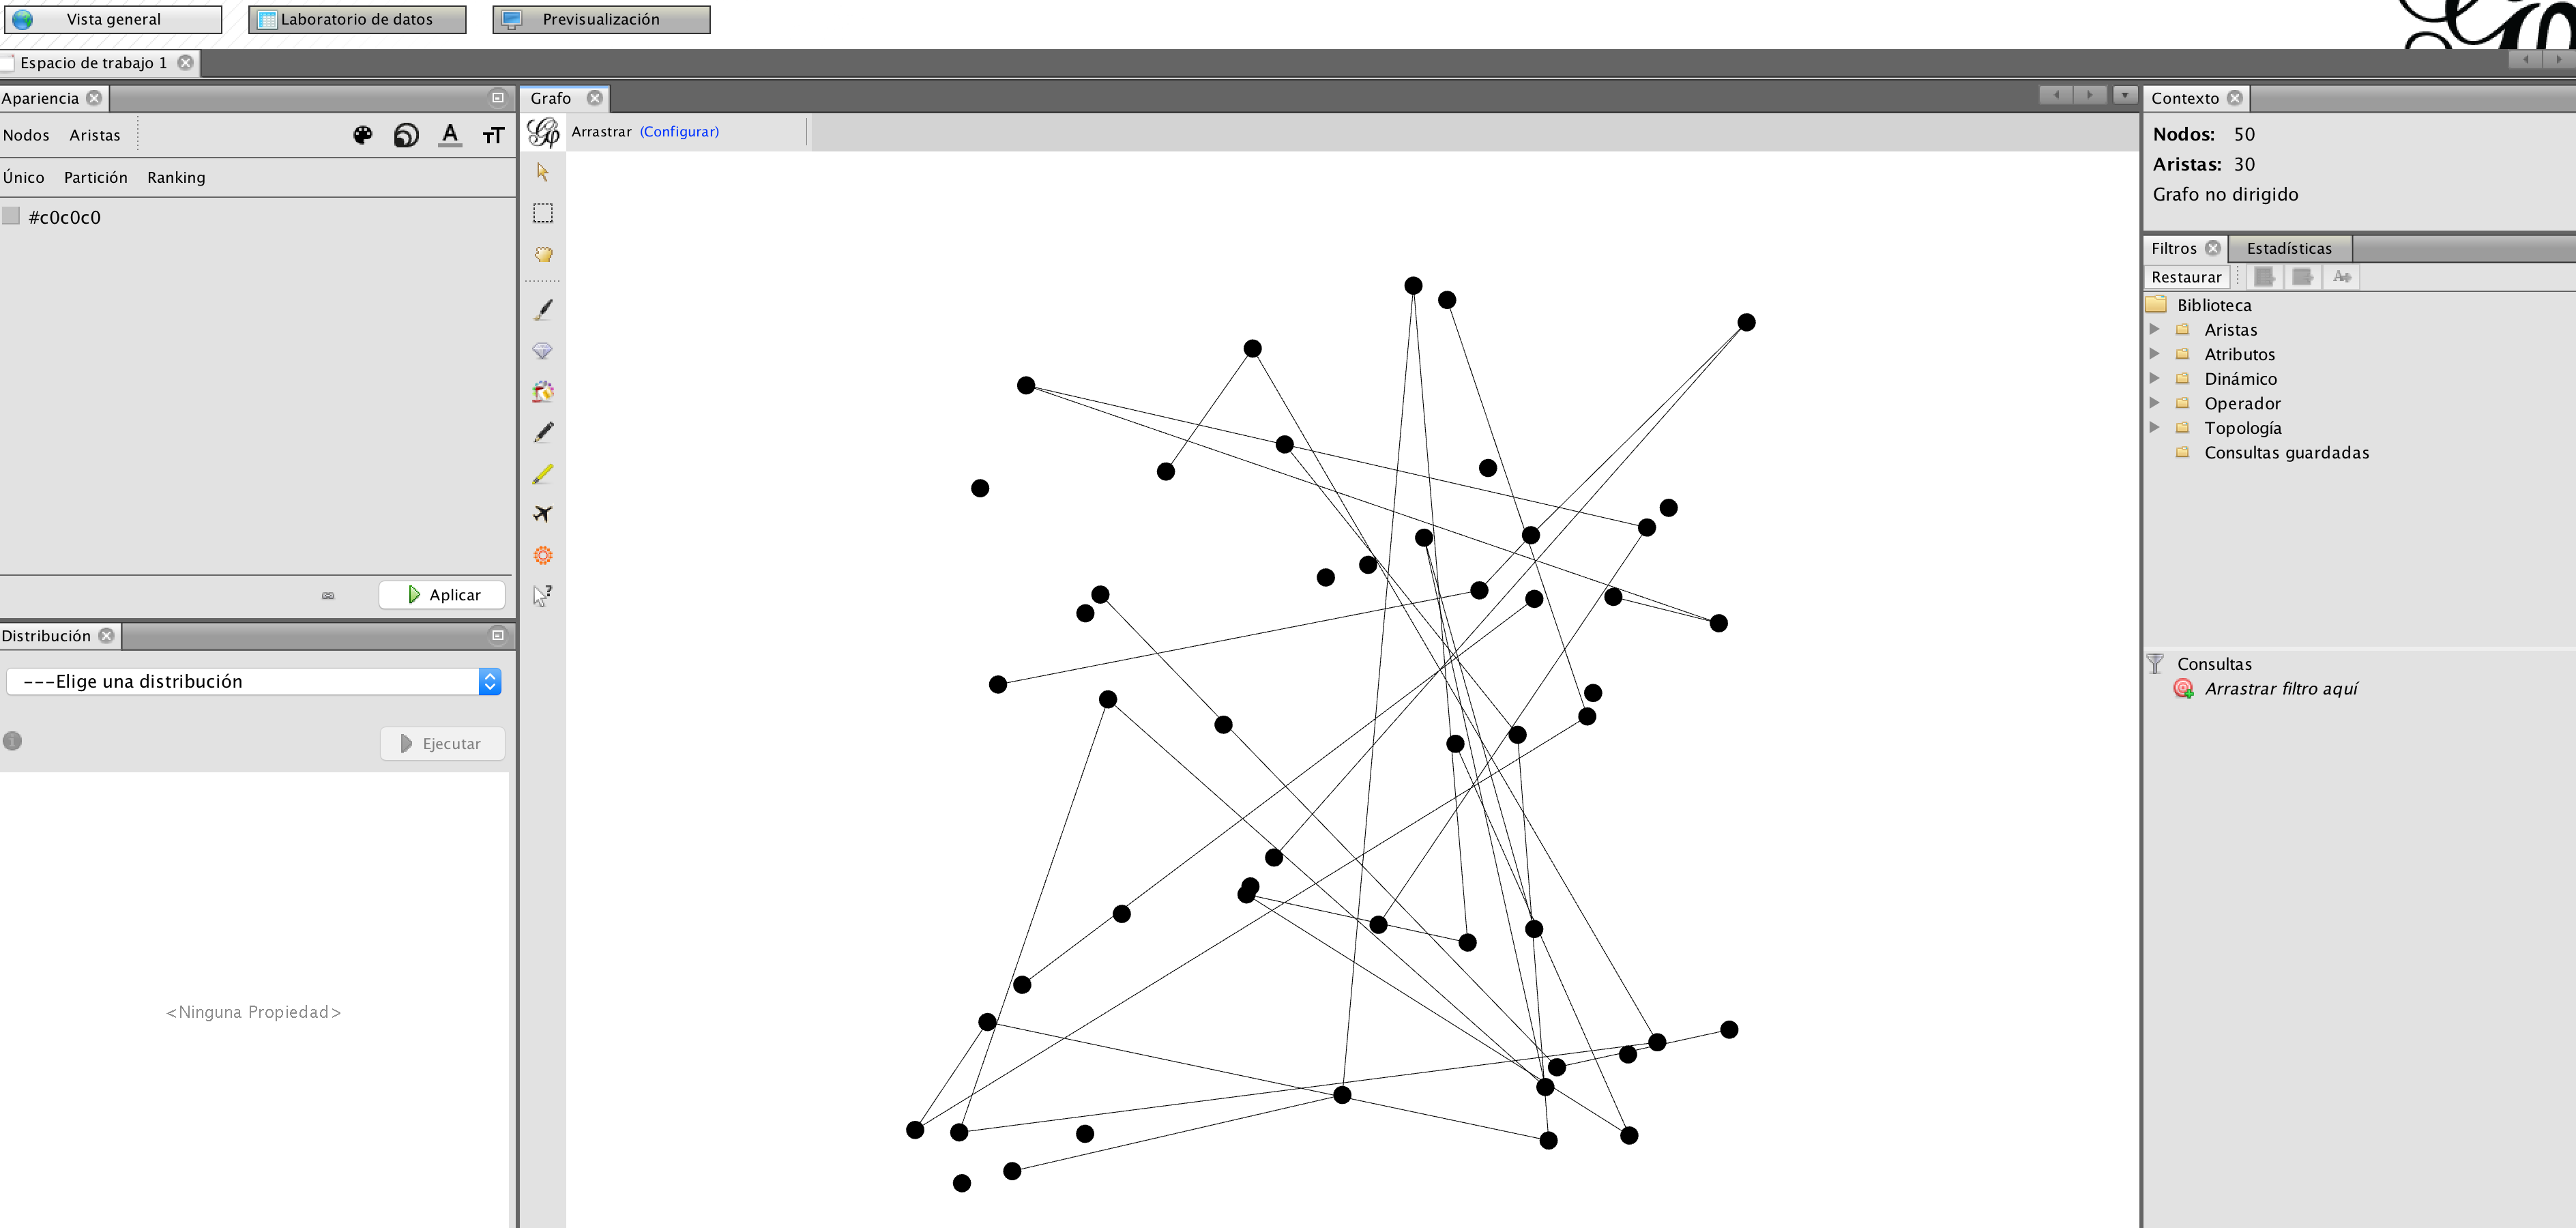 Vista general
Laboratorio de datos
Previsualización
Espacio de trabajo 1
Apariencia
Nodos Aristas
Único Partición Ranking
#c0c0c0
Aplicar
Distribución
---Elige una distribución
Ejecutar
<Ninguna Propiedad>
Grafo
Arrastrar (Configurar)
Contexto
Nodos: 50
Aristas: 30
Grafo no dirigido
Filtros Estadísticas
Restaurar
Biblioteca
Aristas
Atributos
Dinámico
Operador
Topología
Consultas guardadas
Consultas
Arrastrar filtro aquí